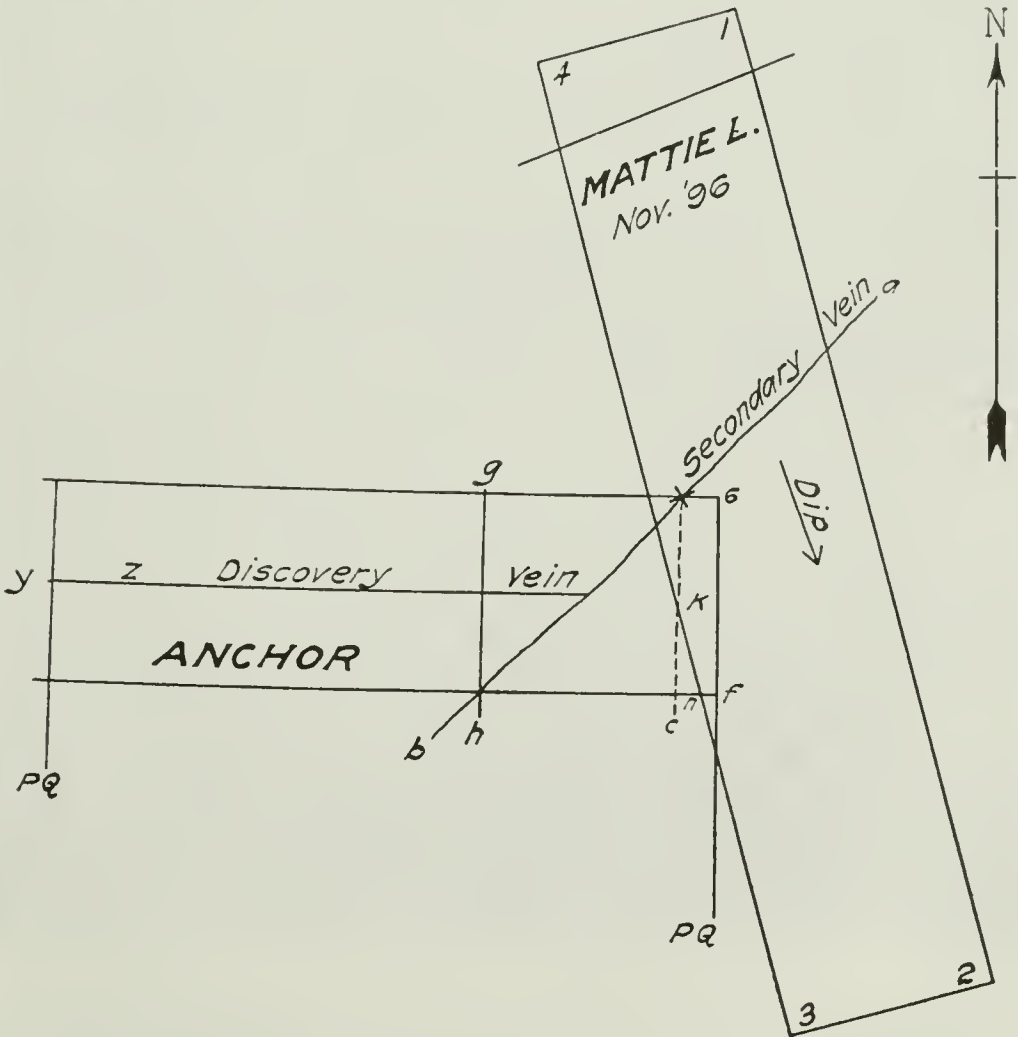 N
1
4
MATTIE L.
Nov. '96
Secondary Vein a
Dip
g
6
y
z Discovery Vein
K
ANCHOR
n
f
c
b
h
PQ
PQ
2
3